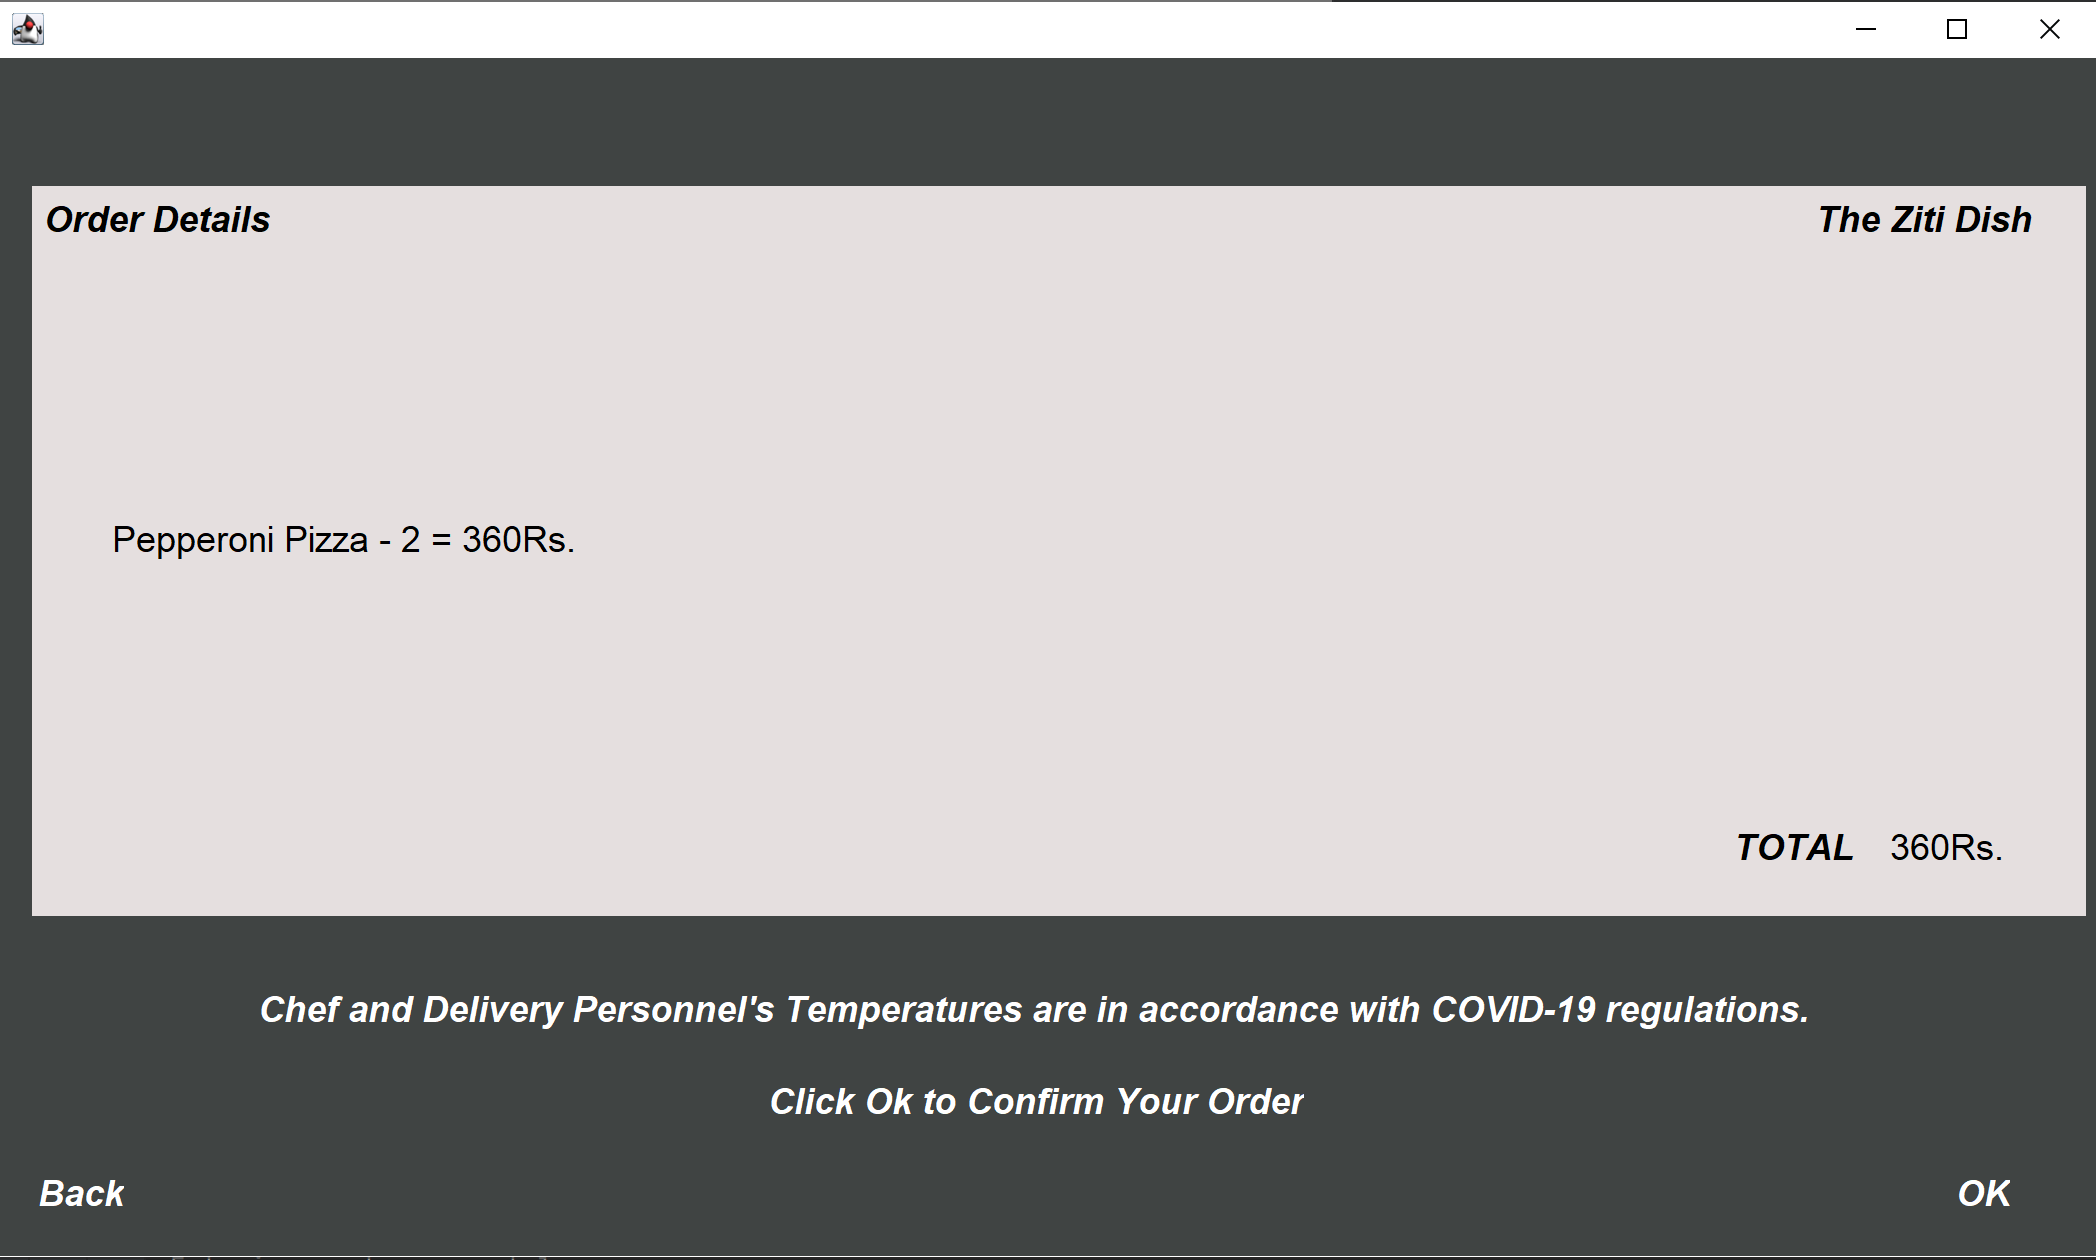 Order Details
The Ziti Dish
Pepperoni Pizza - 2 = 360Rs.
TOTAL 360Rs.
Chef and Delivery Personnel's Temperatures are in accordance with COVID-19 regulations.
Click Ok to Confirm Your Order
Back
OK